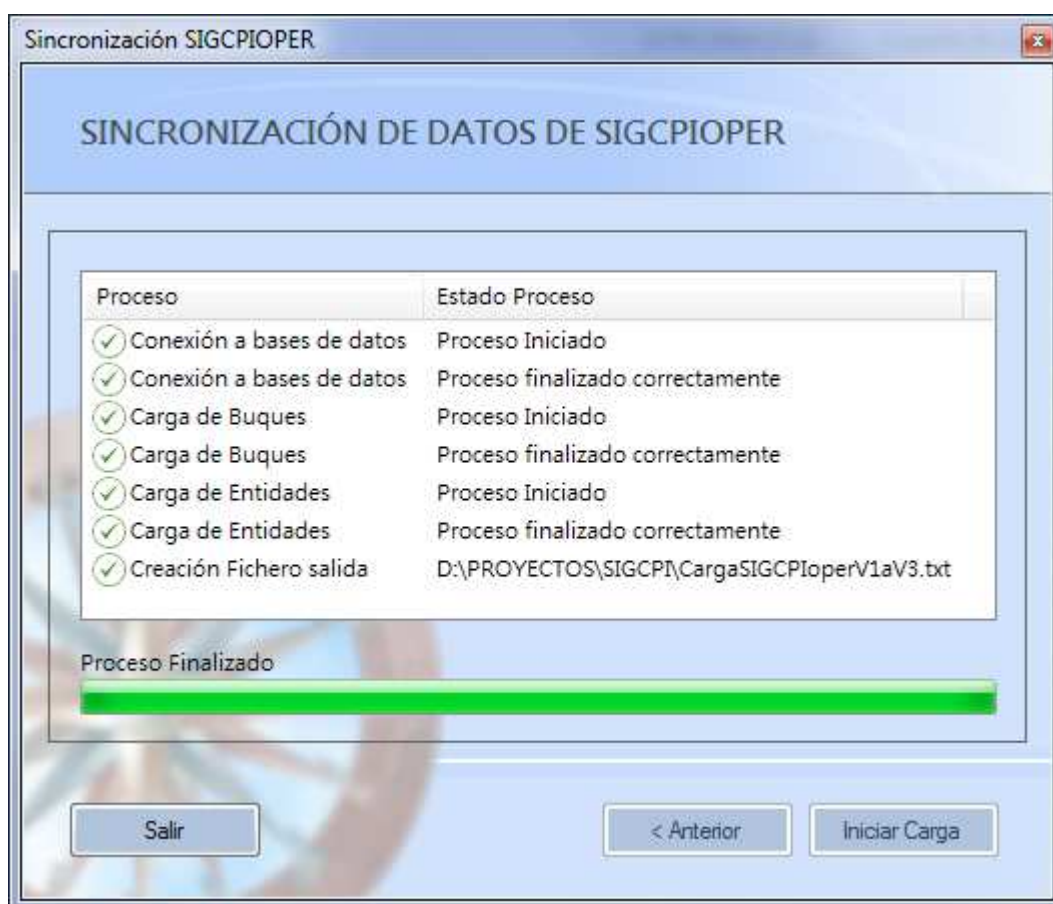 Sincronización SIGCPIOPER
SINCRONIZACIÓN DE DATOS DE SIGCPIOPER
Proceso Estado Proceso
Conexión a bases de datos Proceso Iniciado
Conexión a bases de datos Proceso finalizado correctamente
Carga de Buques Proceso Iniciado
Carga de Buques Proceso finalizado correctamente
Carga de Entidades Proceso Iniciado
Carga de Entidades Proceso finalizado correctamente
Creación Fichero salida D:\PROYECTOS\SIGCPI\CargaSIGCPIoperV1aV3.txt
Proceso Finalizado
Salir < Anterior Iniciar Carga